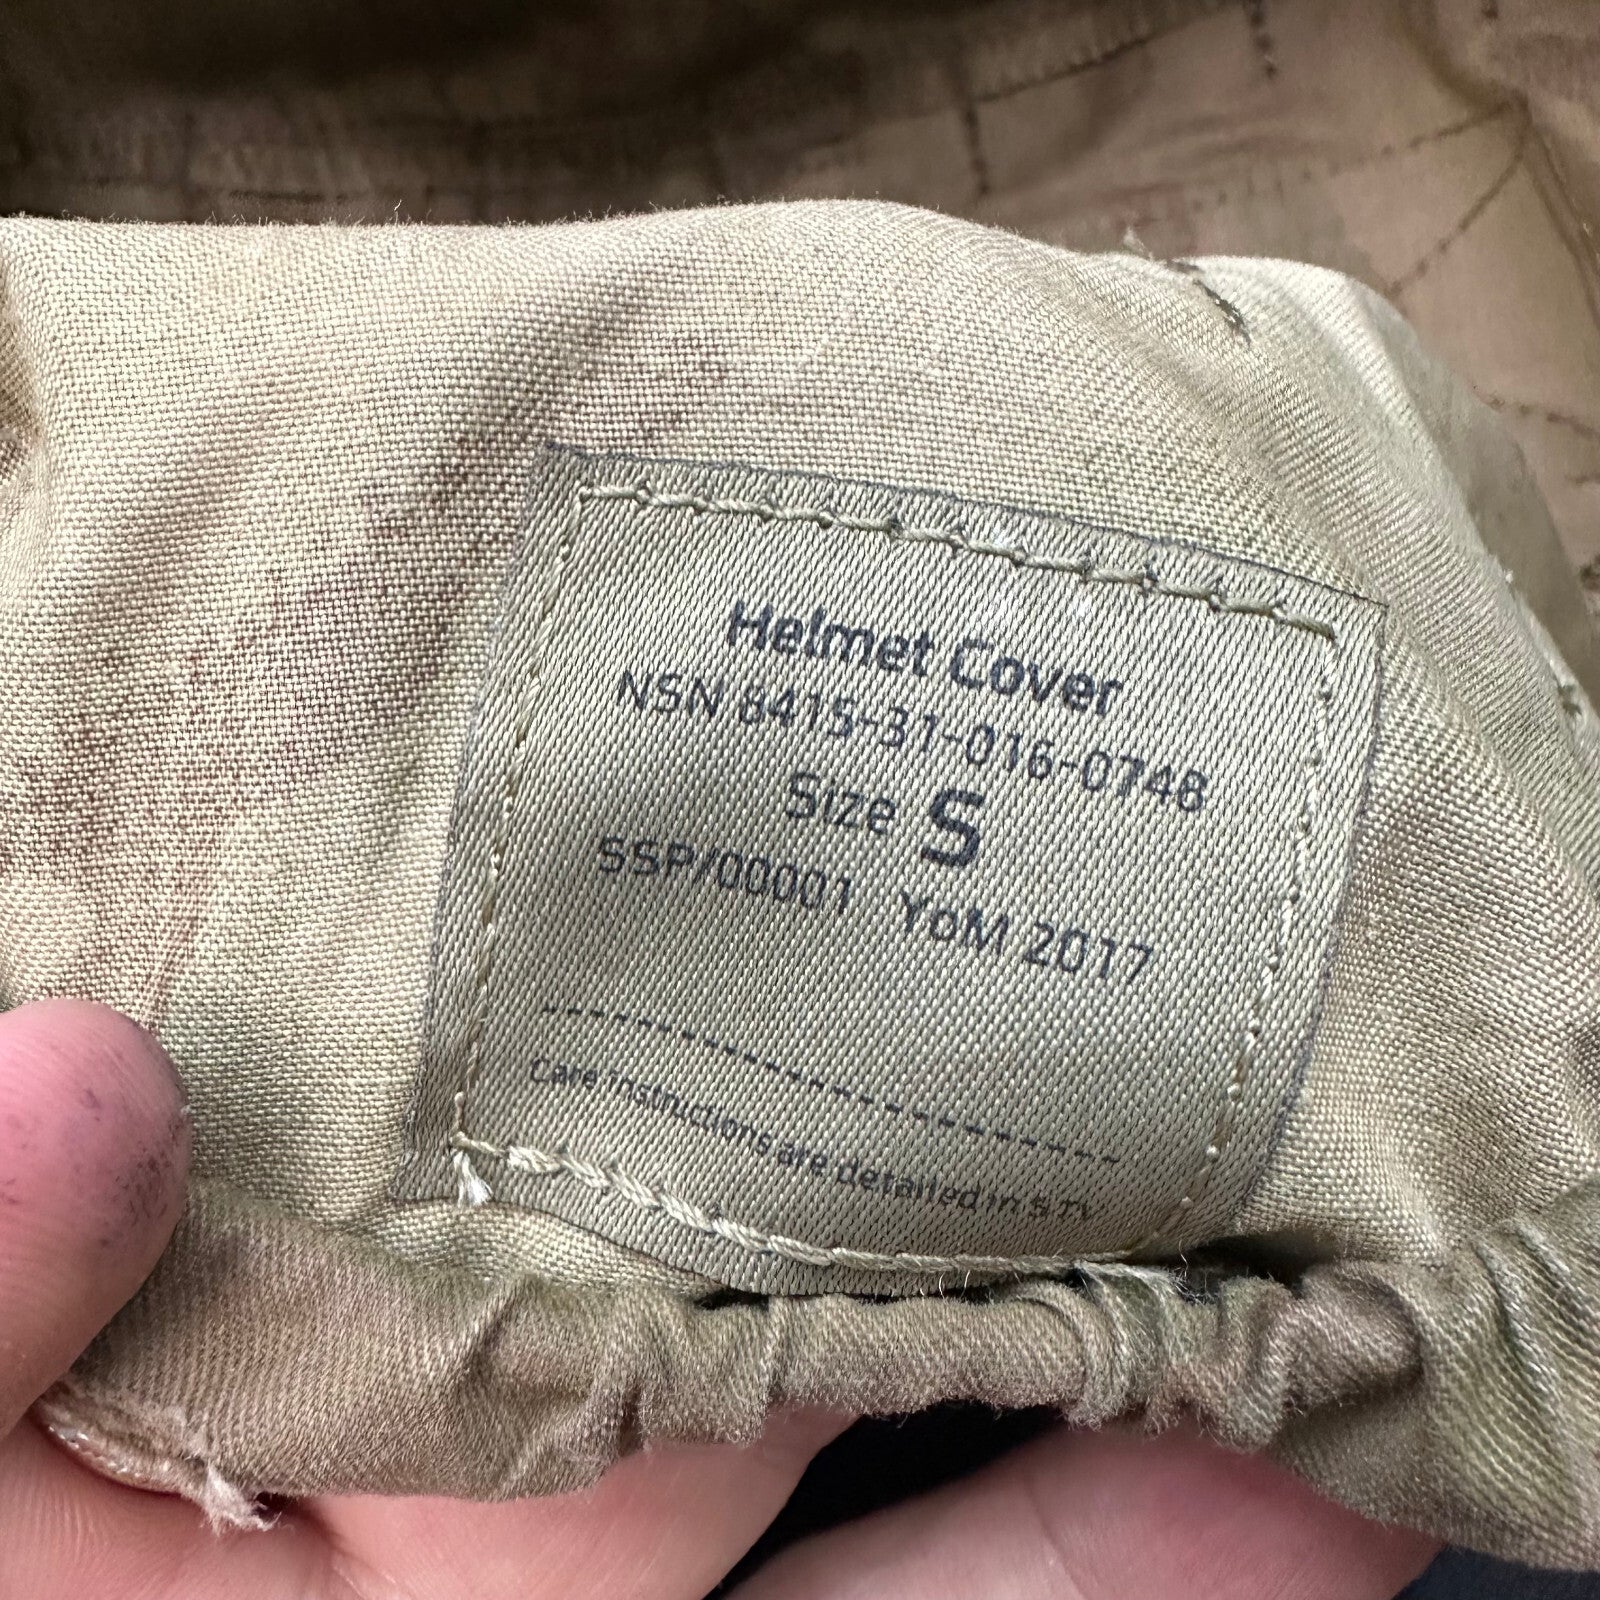 Helmet Cover
NSN 8415-31-016-0748
Size S
SSP/00001 YoM 2017
Care instructions are detailed in